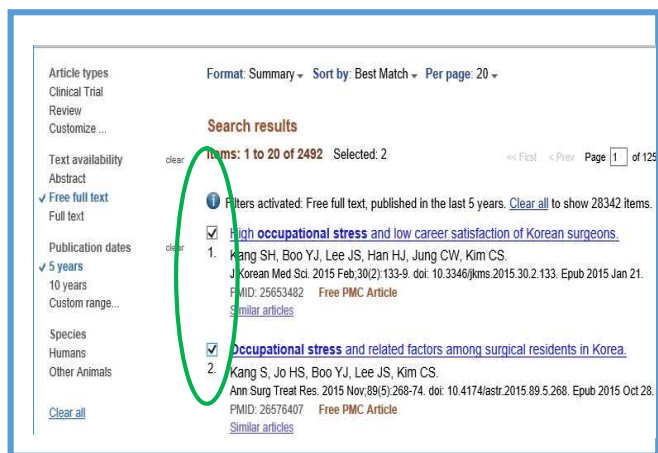 Article types
Clinical Trial
Review
Customize ...
Text availability clear
Abstract
✓ Free full text
Full text
Publication dates clear
✓ 5 years
10 years
Custom range...
Species
Humans
Other Animals
Clear all
Format: Summary Sort by: Best Match Per page: 20
Search results
Items: 1 to 20 of 2492 Selected: 2
<< First < Prev Page 1 of 125
Filters activated: Free full text, published in the last 5 years. Clear all to show 28342 items.
High occupational stress and low career satisfaction of Korean surgeons.
1. Kang SH, Boo YJ, Lee JS, Han HJ, Jung CW, Kim CS.
J Korean Med Sci. 2015 Feb;30(2):133-9. doi: 10.3346/jkms.2015.30.2.133. Epub 2015 Jan 21.
PMID: 25653482 Free PMC Article
Similar articles
Occupational stress and related factors among surgical residents in Korea.
2. Kang S, Jo HS, Boo YJ, Lee JS, Kim CS.
Ann Surg Treat Res. 2015 Nov;89(5):268-74. doi: 10.4174/astr.2015.89.5.268. Epub 2015 Oct 28.
PMID: 26576407 Free PMC Article
Similar articles